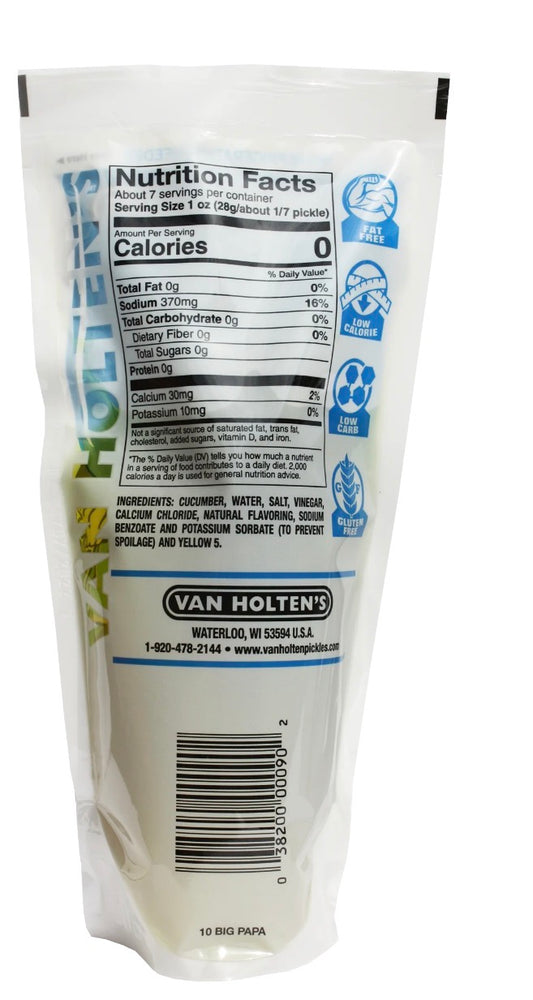 Nutrition Facts
About 7 servings per container
Serving Size 1 oz (28g/about 1/7 pickle)
Amount Per Serving
Calories 0
% Daily Value*
Total Fat 0g 0%
Sodium 370mg 16%
Total Carbohydrate 0g 0%
Dietary Fiber 0g 0%
Total Sugars 0g
Protein 0g
Calcium 30mg 2%
Potassium 10mg 0%
Not a significant source of saturated fat, trans fat,
cholesterol, added sugars, vitamin D, and iron.
*The % Daily Value (DV) tells you how much a nutrient
in a serving of food contributes to a daily diet. 2,000
calories a day is used for general nutrition advice.
FAT
FREE
LOW
CALORIE
LOW
CARB
G F
GLUTEN
FREE
VAN HOLTEN'S
INGREDIENTS: CUCUMBER, WATER, SALT, VINEGAR,
CALCIUM CHLORIDE, NATURAL FLAVORING, SODIUM
BENZOATE AND POTASSIUM SORBATE (TO PREVENT
SPOILAGE) AND YELLOW 5.
VAN HOLTEN'S
WATERLOO, WI 53594 U.S.A.
1-920-478-2144 • www.vanholtenpickles.com
0 38200 00090 2
10 BIG PAPA